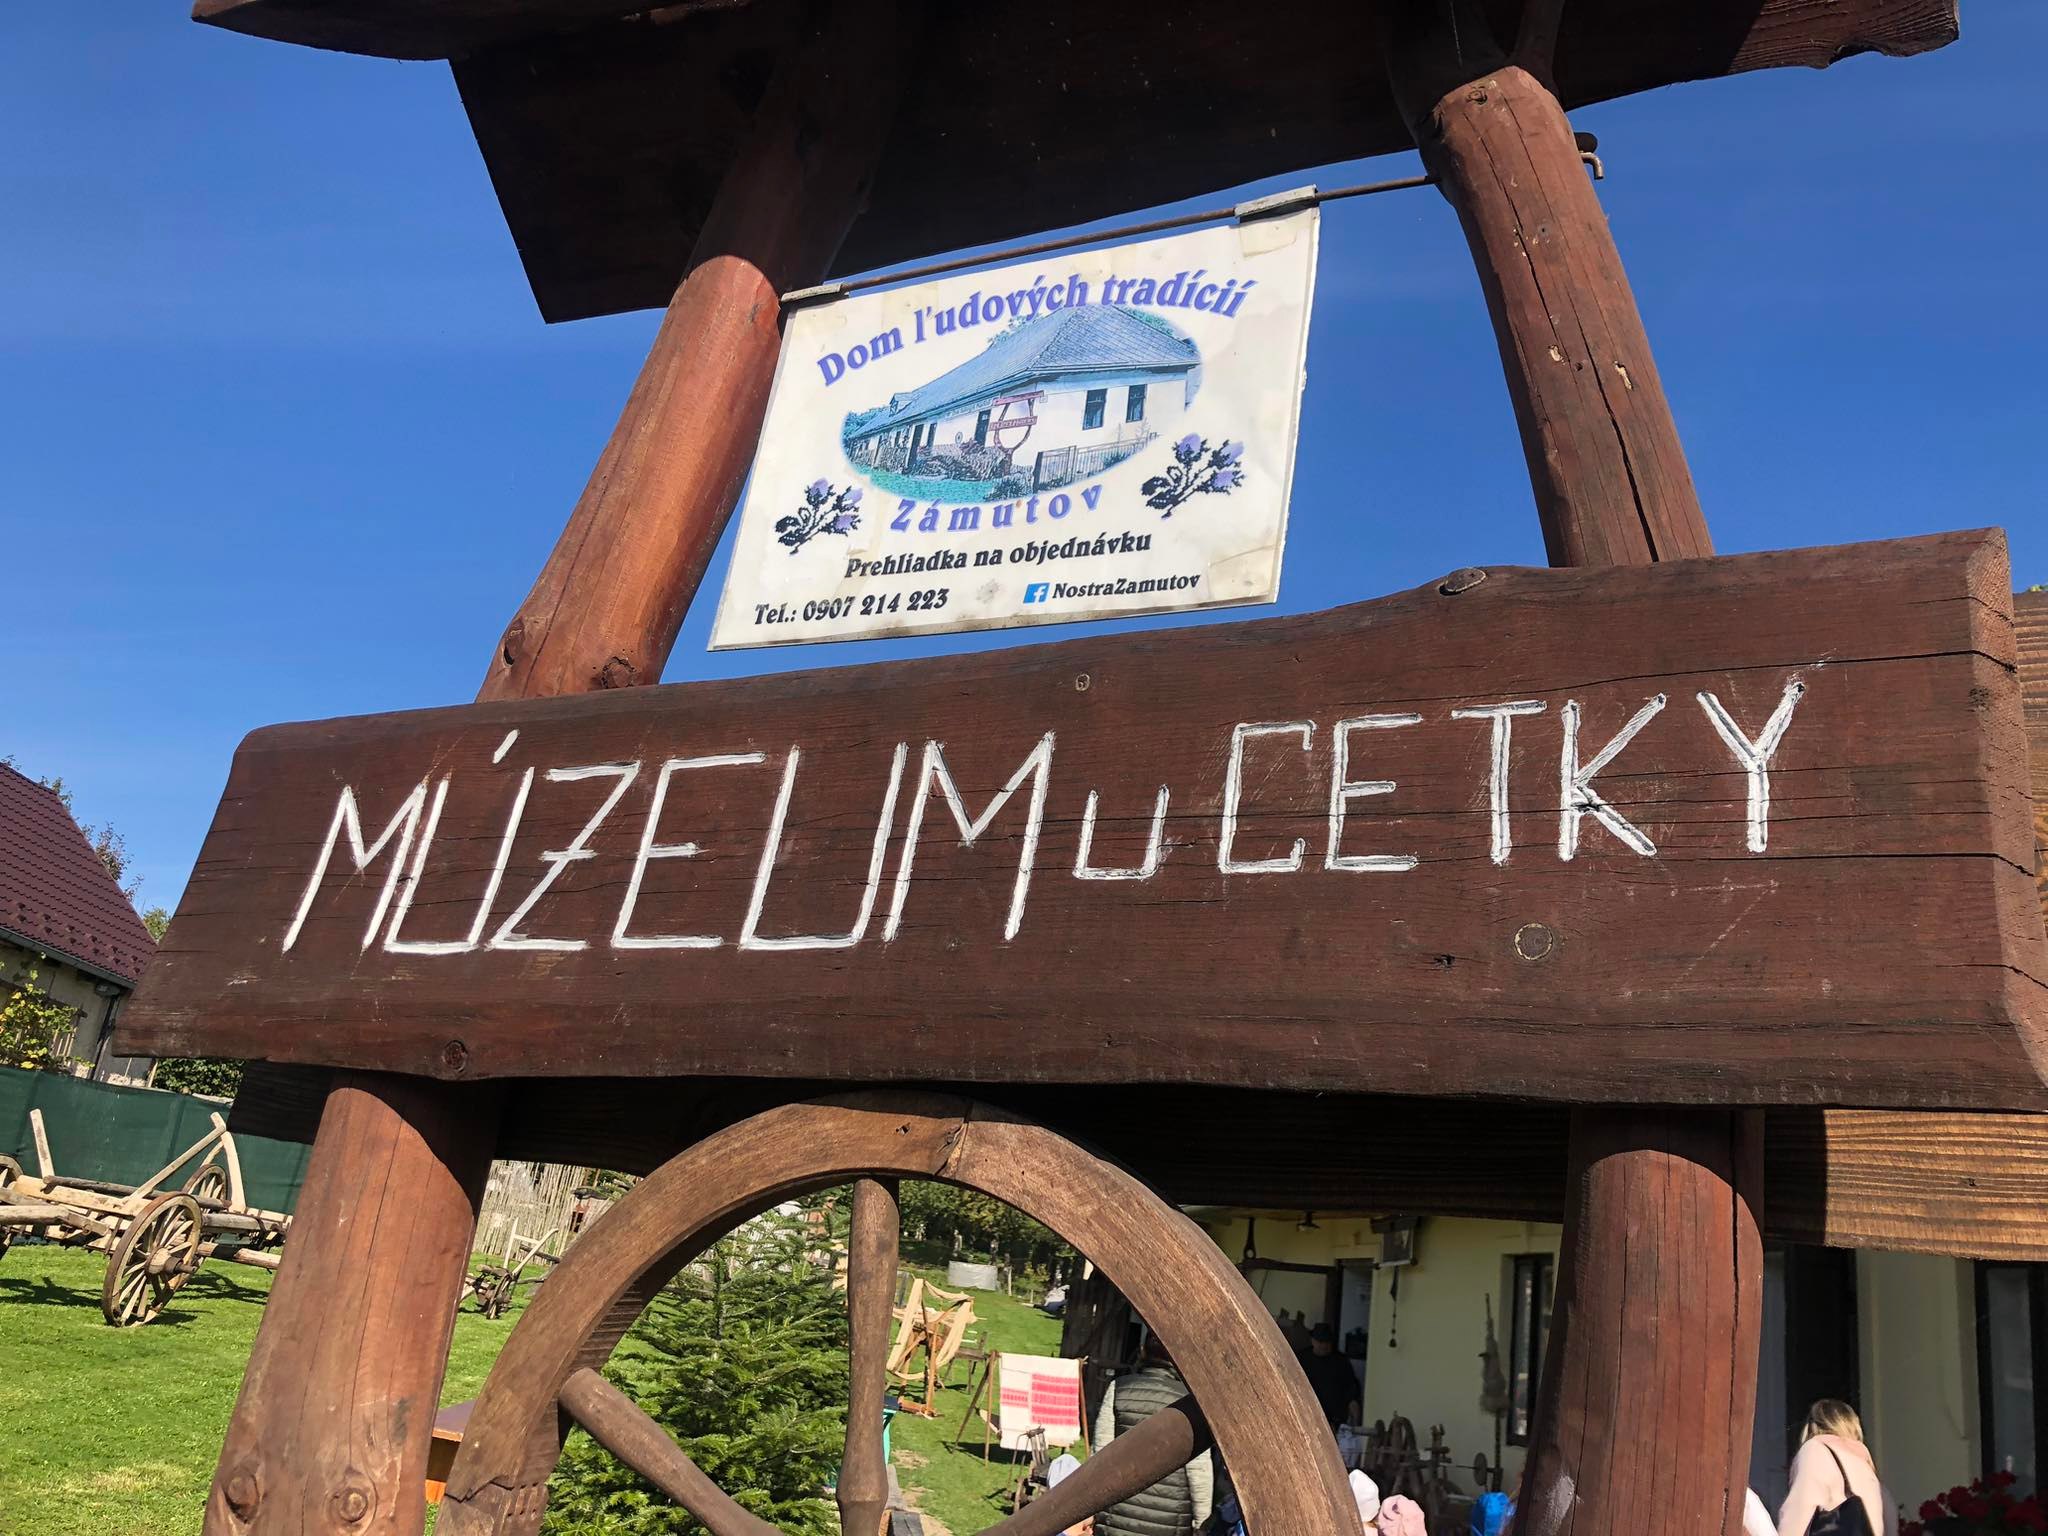 Dom ľudových tradícií
Zámutov
Prehliadka na objednávku
Tel.: 0907 214 223
NostraZamutov
MÚZEUM u CETKY